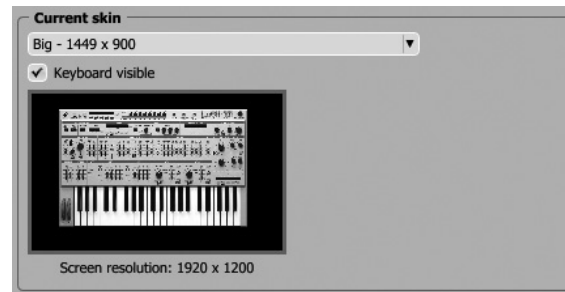 Current skin
Big - 1449 x 900
Keyboard visible
Screen resolution: 1920 x 1200